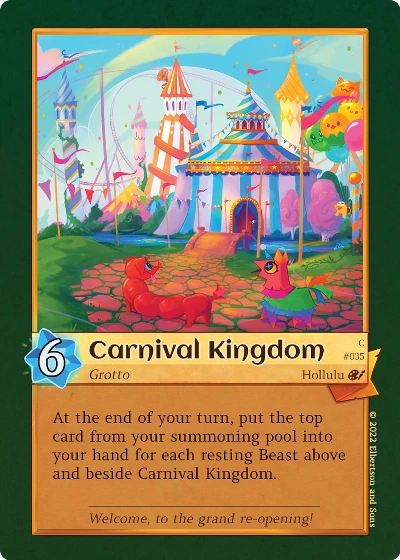 6
Carnival Kingdom
C
#035
Grotto
Hollulu
At the end of your turn, put the top
card from your summoning pool into
your hand for each resting Beast above
and beside Carnival Kingdom.
Welcome, to the grand re-opening!
© 2022 Elbertson and Sons